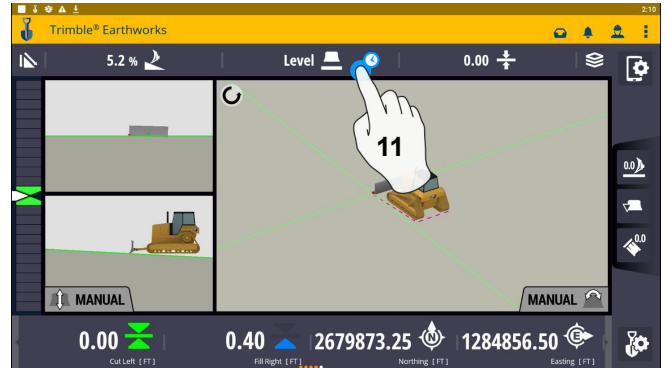 2:10
Trimble® Earthworks
5.2 %
Level
0.00
11
0.0
0.0
MANUAL
MANUAL
0.00
0.40
2679873.25
N
1284856.50
E
Cut Left [FT]
Fill Right [FT]
Northing [FT]
Easting [FT]